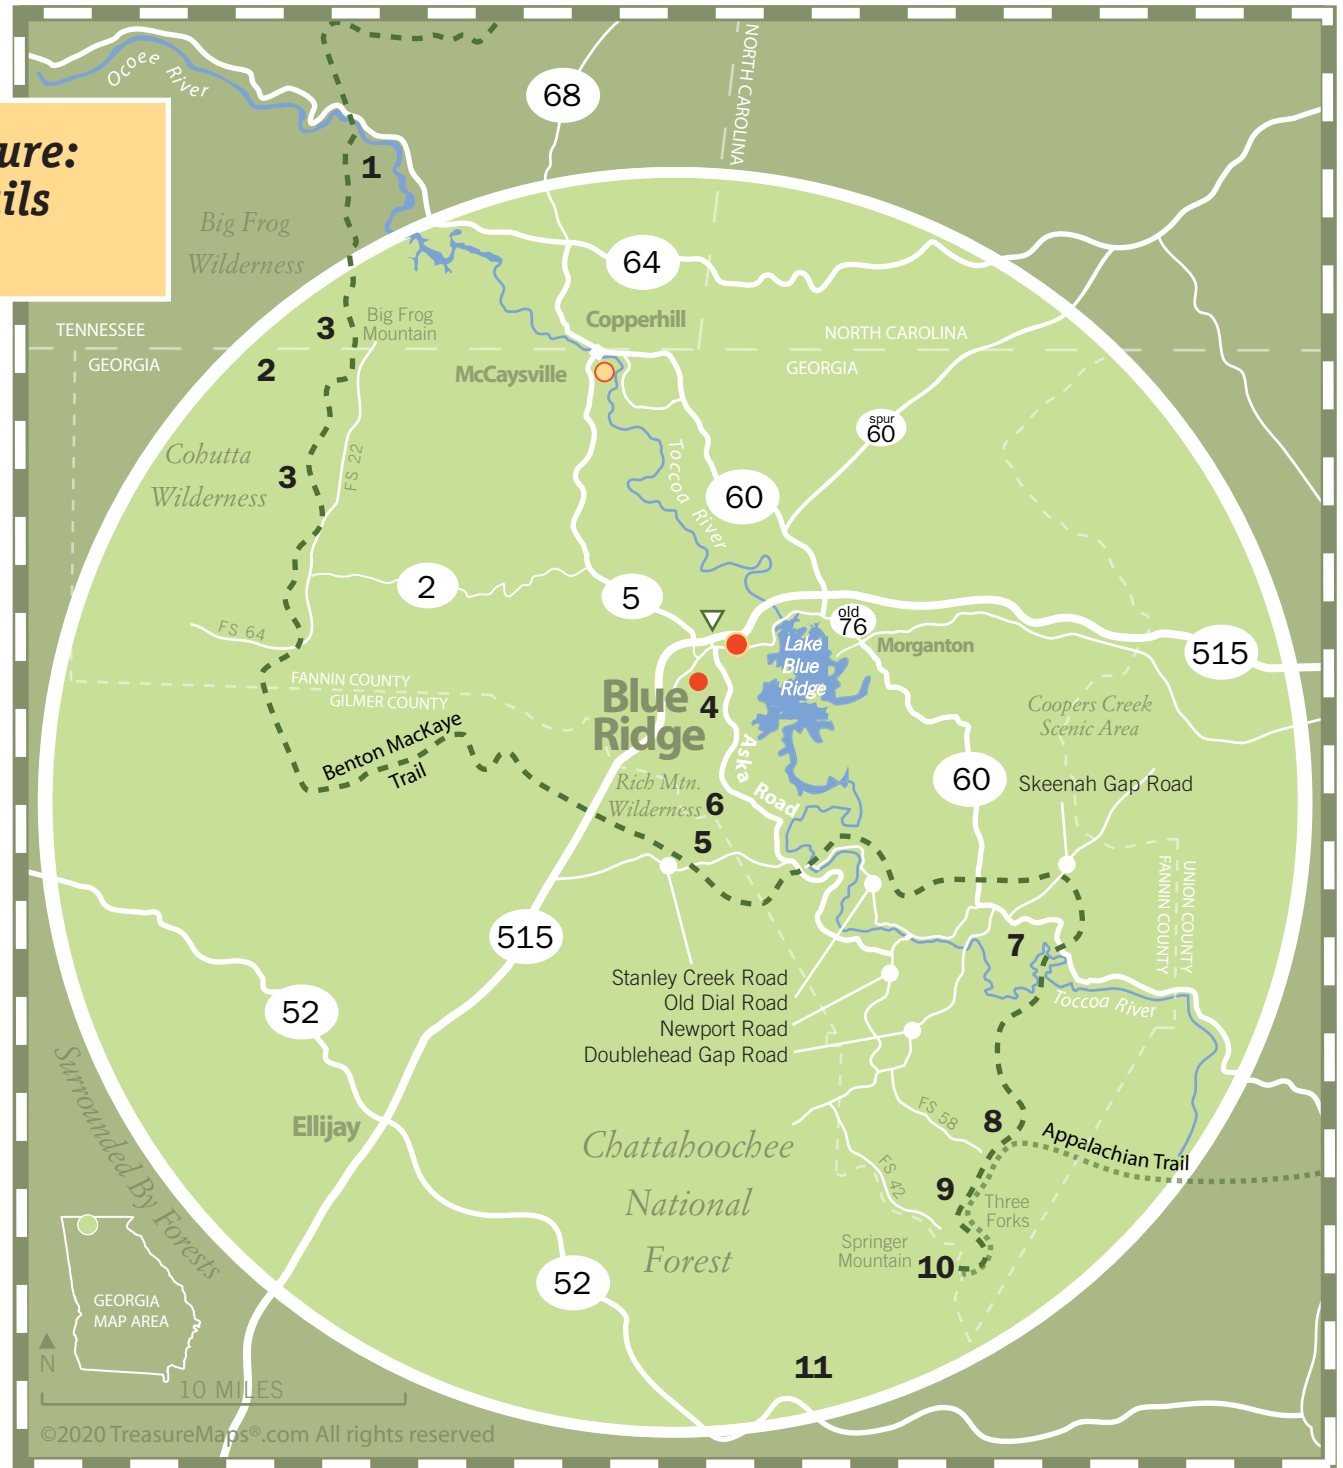 Ocoee River
68
NORTH CAROLINA
ure:
ils
1
Big Frog
Wilderness
64
Copperhill
3
Big Frog
Mountain
TENNESSEE
NORTH CAROLINA
GEORGIA
GEORGIA
2
McCaysville
spur
60
Cohutta
Wilderness
3
FS 22
Toccoa River
60
2
5
old
76
FS 64
Lake
Blue
Ridge
Morganton
515
FANNIN COUNTY
GILMER COUNTY
Blue
Ridge
4
Coopers Creek
Scenic Area
Benton MacKaye
Trail
Aska Road
60
Skeenah Gap Road
Rich Mtn.
Wilderness
6
5
UNION COUNTY
FANNIN COUNTY
515
7
Stanley Creek Road
Old Dial Road
Newport Road
Doublehead Gap Road
Toccoa River
52
Surrounded By Forests
Ellijay
FS 58
8
Appalachian Trail
Chattahoochee
National
Forest
FS 42
9
Three
Forks
Springer
Mountain
10
52
GEORGIA
MAP AREA
N
11
10 MILES
©2020 TreasureMaps®.com All rights reserved